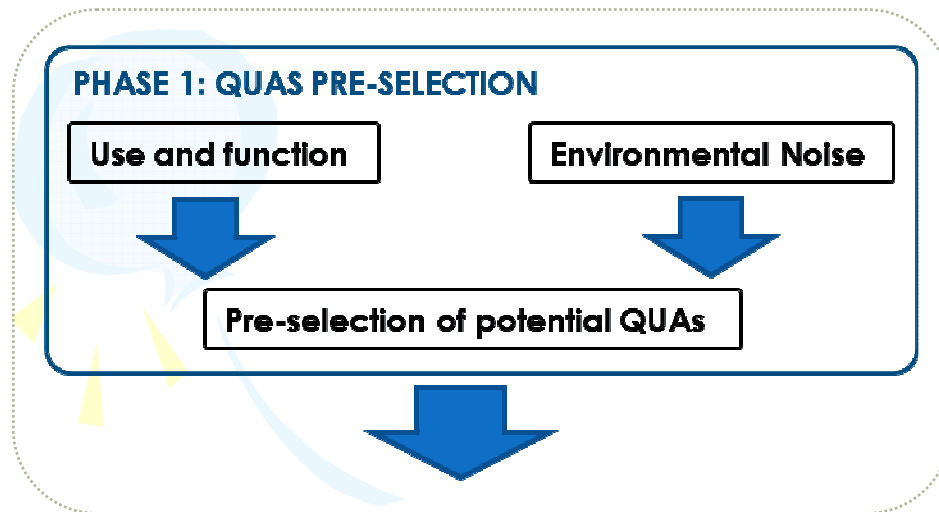 PHASE 1: QUAS PRE-SELECTION
Use and function
Environmental Noise
Pre-selection of potential QUAs